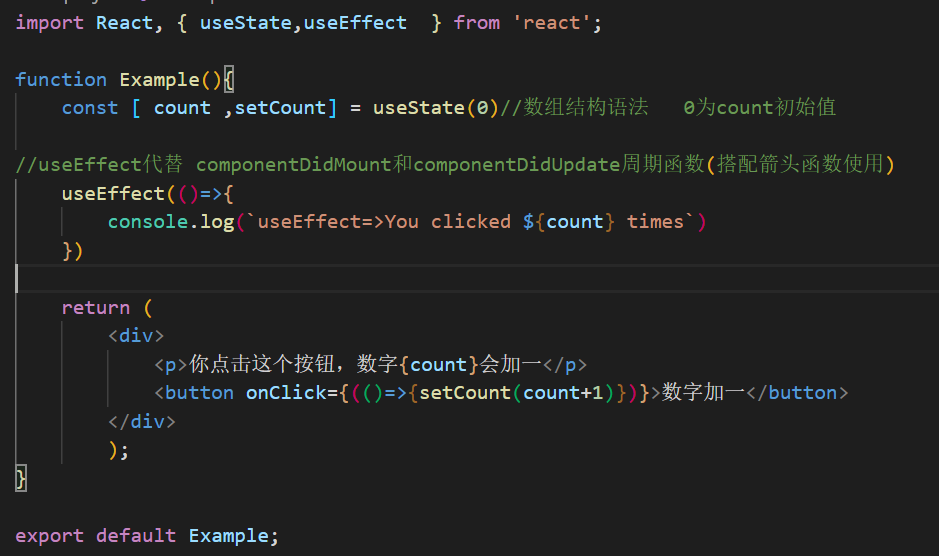 import React, { useState,useEffect  } from 'react';
function Example(){
const [ count ,setCount] = useState(0)//数组结构语法   0为count初始值
//useEffect代替 componentDidMount和componentDidUpdate周期函数(搭配箭头函数使用)
useEffect(()=>{
console.log(`useEffect=>You clicked ${count} times`)
})
return (
<div>
<p>你点击这个按钮，数字{count}会加一</p>
<button onClick={(()=>{setCount(count+1)})}>数字加一</button>
</div>
);
}
export default Example;